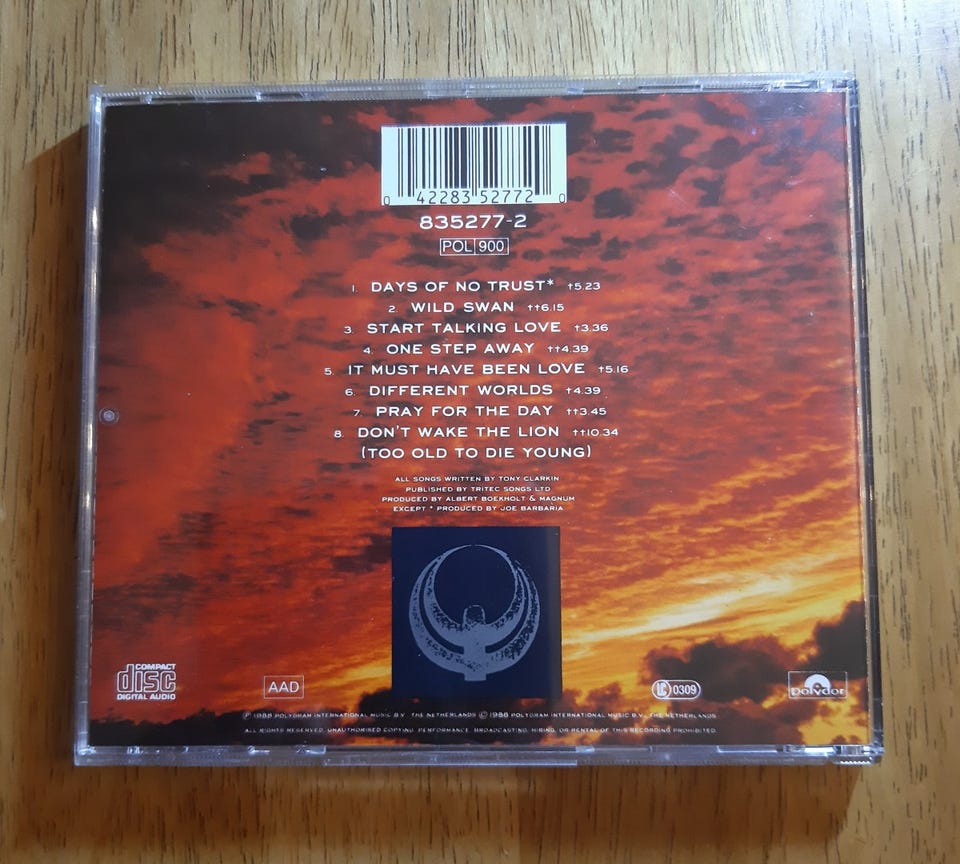 0 42283 52772 0
835277-2
POL 900
1. DAYS OF NO TRUST* †5.23
2. WILD SWAN ††6.15
3. START TALKING LOVE †3.36
4. ONE STEP AWAY ††4.39
5. IT MUST HAVE BEEN LOVE †5.16
6. DIFFERENT WORLDS †4.39
7. PRAY FOR THE DAY ††3.45
8. DON'T WAKE THE LION ††10.34
(TOO OLD TO DIE YOUNG)
ALL SONGS WRITTEN BY TONY CLARKIN
PUBLISHED BY TRITEC SONGS LTD
PRODUCED BY ALBERT BOEKHOLT & MAGNUM
EXCEPT * PRODUCED BY JOE BARBARIA
COMPACT
disc
DIGITAL AUDIO
AAD
LC 0309
Polydor
℗ 1988 POLYGRAM INTERNATIONAL MUSIC B.V. THE NETHERLANDS © 1988 POLYGRAM INTERNATIONAL MUSIC B.V., THE NETHERLANDS
ALL RIGHTS RESERVED. UNAUTHORISED COPYING, PERFORMANCE, BROADCASTING, HIRING, OR RENTAL OF THIS RECORDING PROHIBITED.